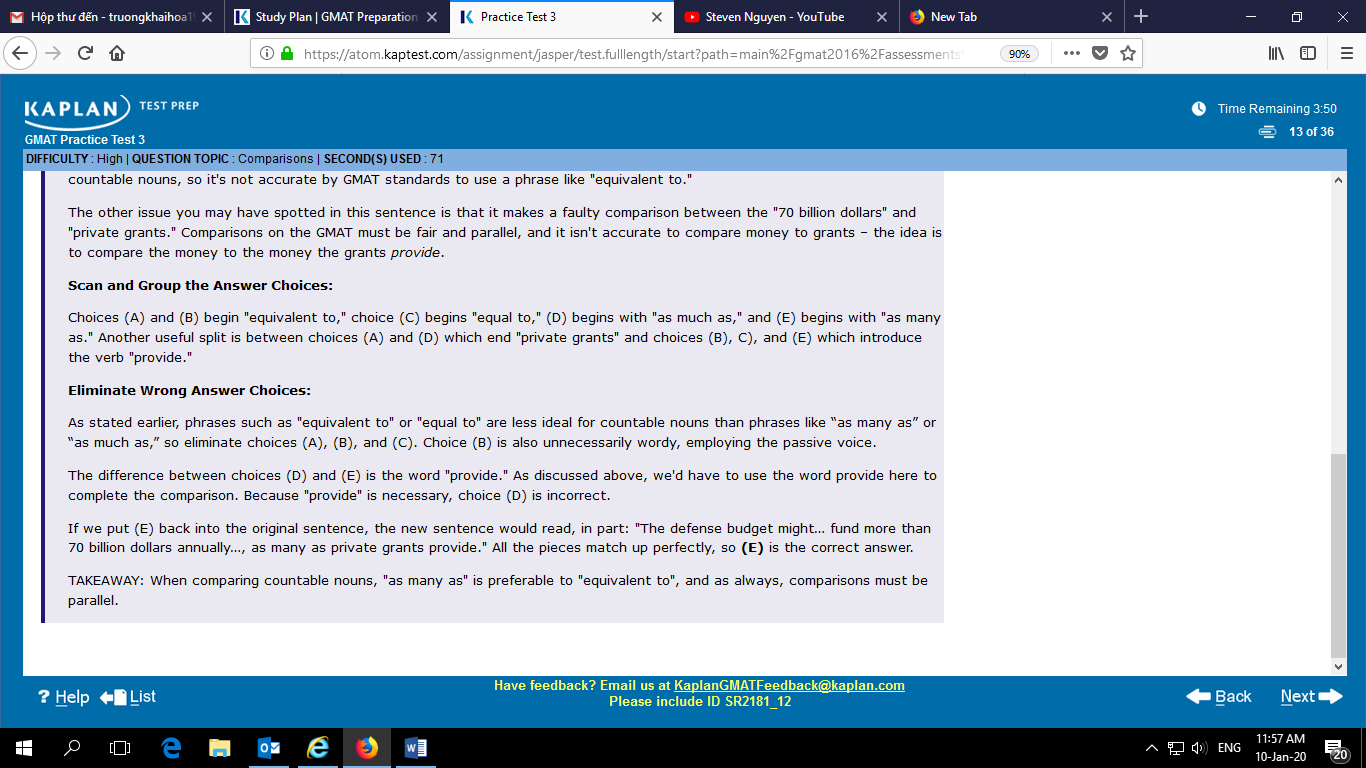 Hộp thư đến - truongkhaihoa1
Study Plan | GMAT Preparation
Practice Test 3
Steven Nguyen - YouTube
New Tab
https://atom.kaptest.com/assignment/jasper/test.fulllength/start?path=main%2Fgmat2016%2Fassessments
90%
KAPLAN TEST PREP
Time Remaining 3:50
GMAT Practice Test 3
13 of 36
DIFFICULTY : High | QUESTION TOPIC : Comparisons | SECOND(S) USED : 71
countable nouns, so it's not accurate by GMAT standards to use a phrase like "equivalent to."
The other issue you may have spotted in this sentence is that it makes a faulty comparison between the "70 billion dollars" and
"private grants." Comparisons on the GMAT must be fair and parallel, and it isn't accurate to compare money to grants – the idea is
to compare the money to the money the grants provide.
Scan and Group the Answer Choices:
Choices (A) and (B) begin "equivalent to," choice (C) begins "equal to," (D) begins with "as much as," and (E) begins with "as many
as." Another useful split is between choices (A) and (D) which end "private grants" and choices (B), C), and (E) which introduce
the verb "provide."
Eliminate Wrong Answer Choices:
As stated earlier, phrases such as "equivalent to" or "equal to" are less ideal for countable nouns than phrases like “as many as” or
“as much as,” so eliminate choices (A), (B), and (C). Choice (B) is also unnecessarily wordy, employing the passive voice.
The difference between choices (D) and (E) is the word "provide." As discussed above, we'd have to use the word provide here to
complete the comparison. Because "provide" is necessary, choice (D) is incorrect.
If we put (E) back into the original sentence, the new sentence would read, in part: "The defense budget might... fund more than
70 billion dollars annually..., as many as private grants provide." All the pieces match up perfectly, so (E) is the correct answer.
TAKEAWAY: When comparing countable nouns, "as many as" is preferable to "equivalent to", and as always, comparisons must be
parallel.
? Help
List
Have feedback? Email us at KaplanGMATFeedback@kaplan.com
Please include ID SR2181_12
Back
Next
ENG
11:57 AM
10-Jan-20
20